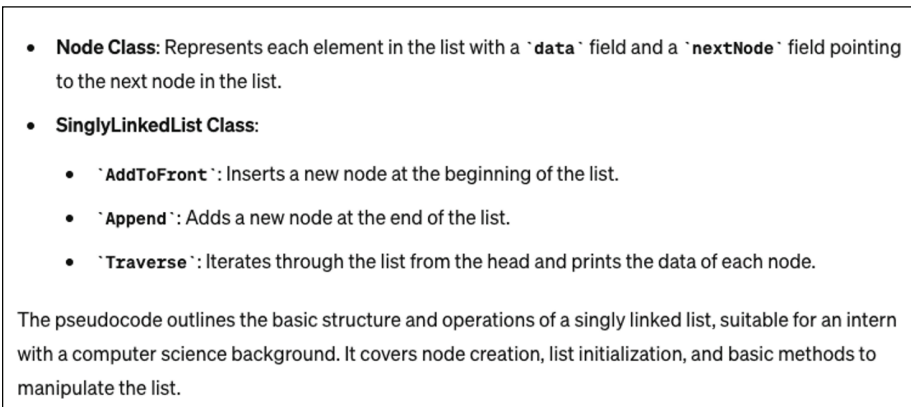 • Node Class: Represents each element in the list with a `data` field and a `nextNode` field pointing
to the next node in the list.
• SinglyLinkedList Class:
• `AddToFront`: Inserts a new node at the beginning of the list.
• `Append`: Adds a new node at the end of the list.
• `Traverse`: Iterates through the list from the head and prints the data of each node.
The pseudocode outlines the basic structure and operations of a singly linked list, suitable for an intern
with a computer science background. It covers node creation, list initialization, and basic methods to
manipulate the list.